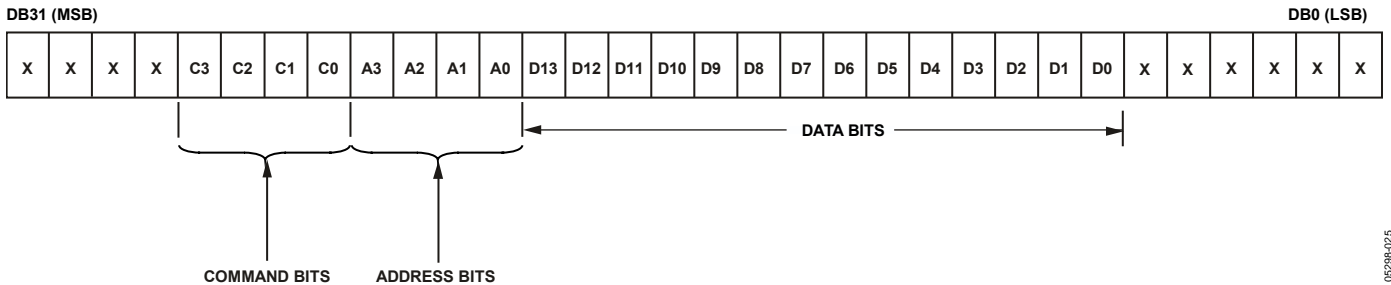 DB31 (MSB) DB0 (LSB)
X X X X C3 C2 C1 C0 A3 A2 A1 A0 D13 D12 D11 D10 D9 D8 D7 D6 D5 D4 D3 D2 D1 D0 X X X X X X
DATA BITS
COMMAND BITS ADDRESS BITS
05298-025